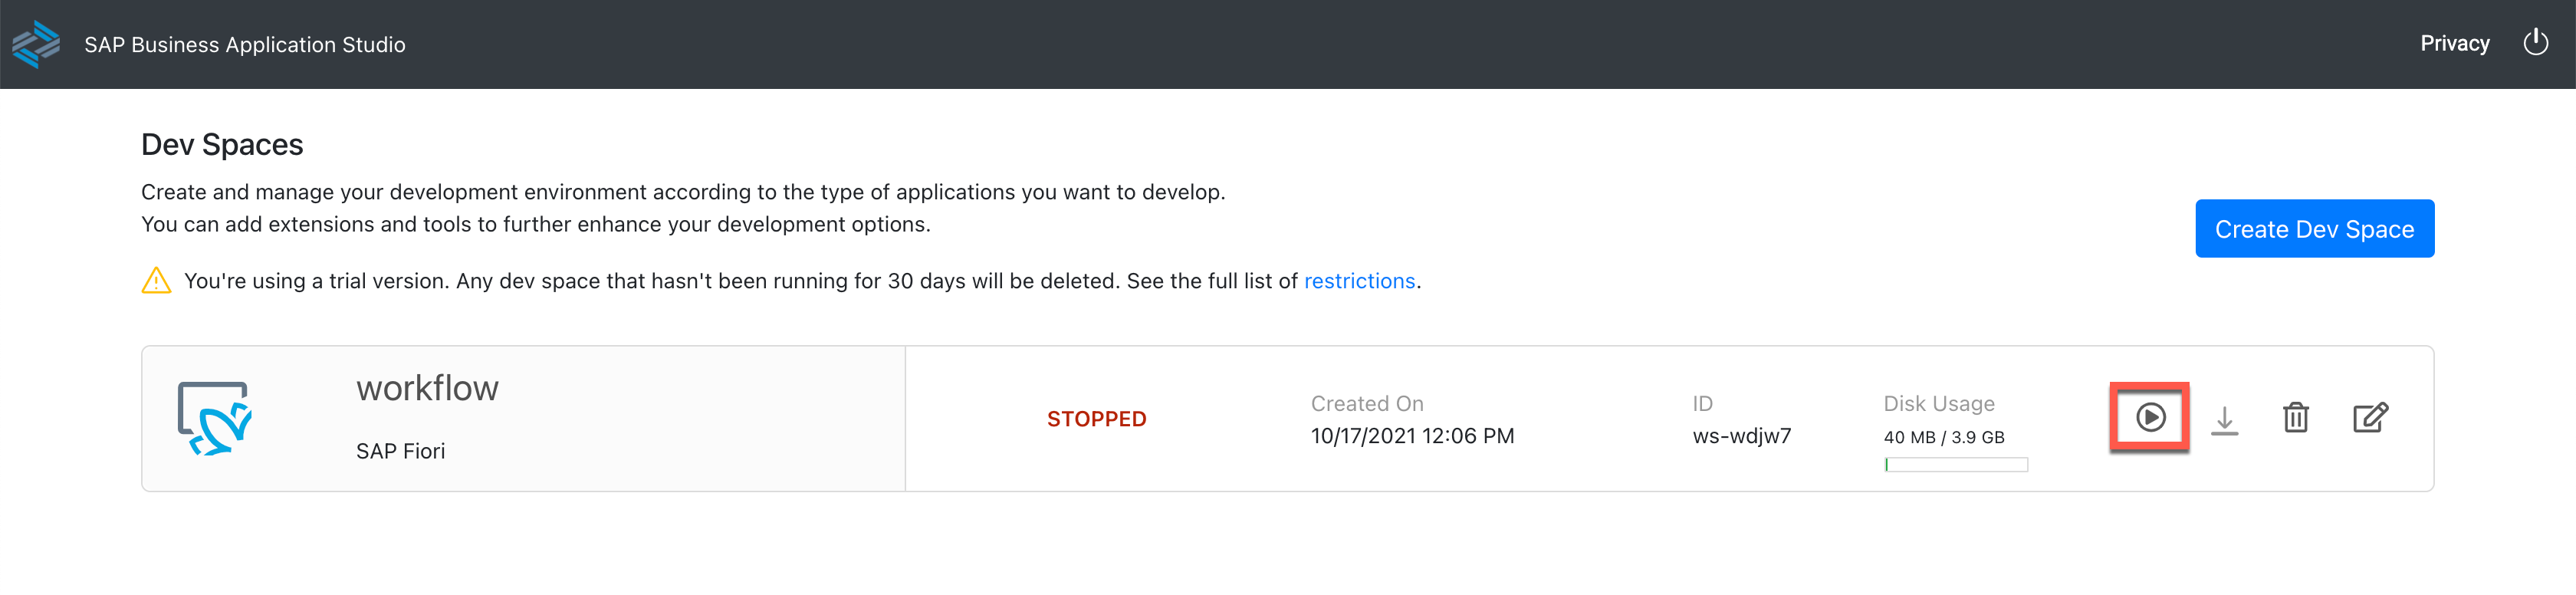 SAP Business Application Studio
Privacy
Dev Spaces
Create and manage your development environment according to the type of applications you want to develop.
You can add extensions and tools to further enhance your development options.
Create Dev Space
You're using a trial version. Any dev space that hasn't been running for 30 days will be deleted. See the full list of restrictions.
workflow
SAP Fiori
STOPPED
Created On
10/17/2021 12:06 PM
ID
ws-wdjw7
Disk Usage
40 MB / 3.9 GB